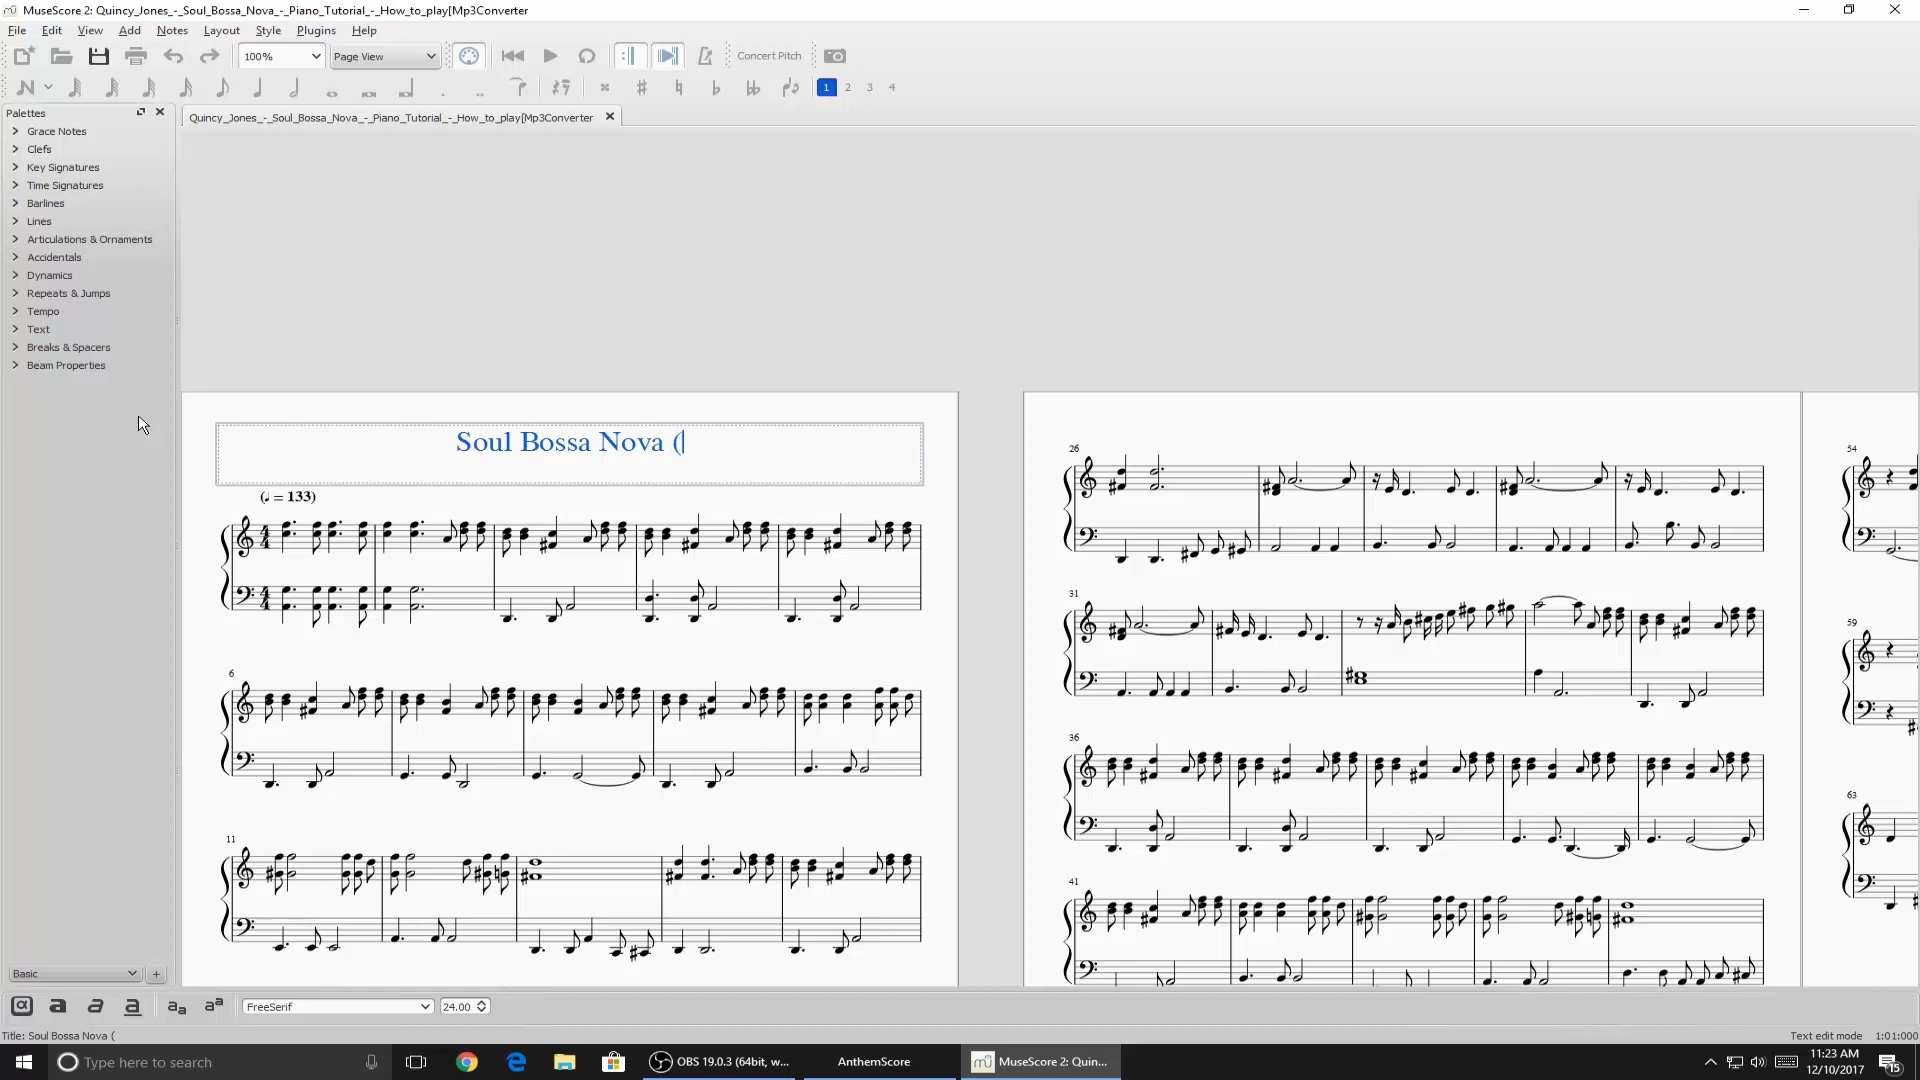 MuseScore 2: Quincy_Jones_-_Soul_Bossa_Nova_-_Piano_Tutorial_-_How_to_play[Mp3Converter
File Edit View Add Notes Layout Style Plugins Help
100% Page View Concert Pitch
1 2 3 4
Palettes
Quincy_Jones_-_Soul_Bossa_Nova_-_Piano_Tutorial_-_How_to_play[Mp3Converter
Grace Notes
Clefs
Key Signatures
Time Signatures
Barlines
Lines
Articulations & Ornaments
Accidentals
Dynamics
Repeats & Jumps
Tempo
Text
Breaks & Spacers
Beam Properties
Soul Bossa Nova (
(♩ = 133)
6
11
26
31
36
41
54
59
63
Basic
FreeSerif 24.00
Title: Soul Bossa Nova (
Text edit mode 1:01:000
Type here to search
OBS 19.0.3 (64bit, w...
AnthemScore
MuseScore 2: Quin...
11:23 AM
12/10/2017
15